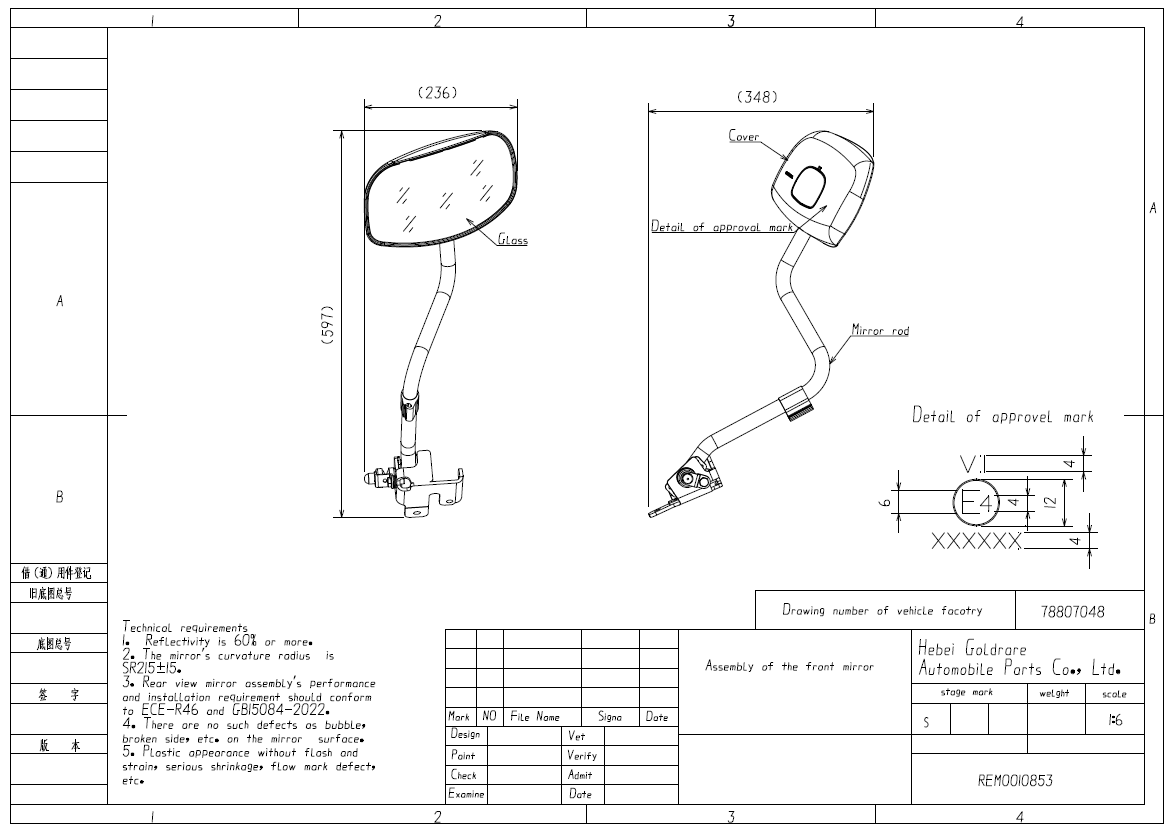 1 2 3 4
(236)
(348)
Cover
A
Detail of approval mark
Glass
A
(597)
Mirror rod
Detail of approvel mark
V.I
4
B
6
E4
4
12
XXXXXX
4
借（通）用件登记
旧底图总号
底图总号
签 字
版 本
Drawing number of vehicle facotry
78807048
B
Technical requirements
1. Reflectivity is 60% or more.
2. The mirror's curvature radius is
SR215±15.
3. Rear view mirror assembly's performance
and installation requirement should conform
to ECE-R46 and GB15084-2022.
4. There are no such defects as bubble,
broken side, etc. on the mirror surface.
5. Plastic appearance without flash and
strain, serious shrinkage, flow mark defect,
etc.
Mark NO File Name Signa Date
Design Vet
Paint Verify
Check Admit
Examine Date
Assembly of the front mirror
Hebei Goldrare
Automobile Parts Co., Ltd.
stage mark weight scale
S 1:6
REM0010853
1 2 3 4